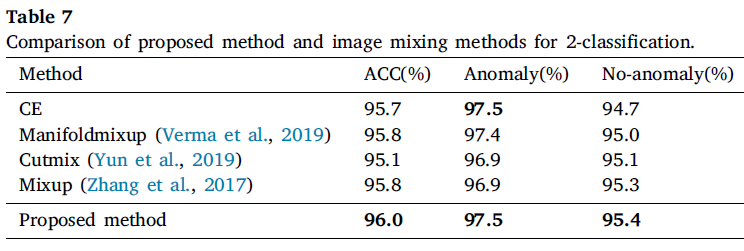 Table 7
Comparison of proposed method and image mixing methods for 2-classification.
Method ACC(%) Anomaly(%) No-anomaly(%)
CE 95.7 97.5 94.7
Manifoldmixup (Verma et al., 2019) 95.8 97.4 95.0
Cutmix (Yun et al., 2019) 95.1 96.9 95.1
Mixup (Zhang et al., 2017) 95.8 96.9 95.3
Proposed method 96.0 97.5 95.4